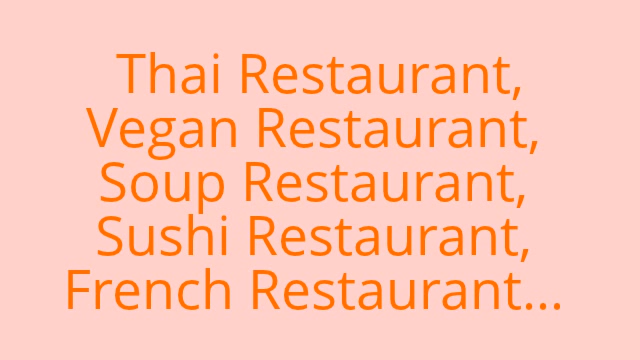 Thai Restaurant,
Vegan Restaurant,
Soup Restaurant,
Sushi Restaurant,
French Restaurant...